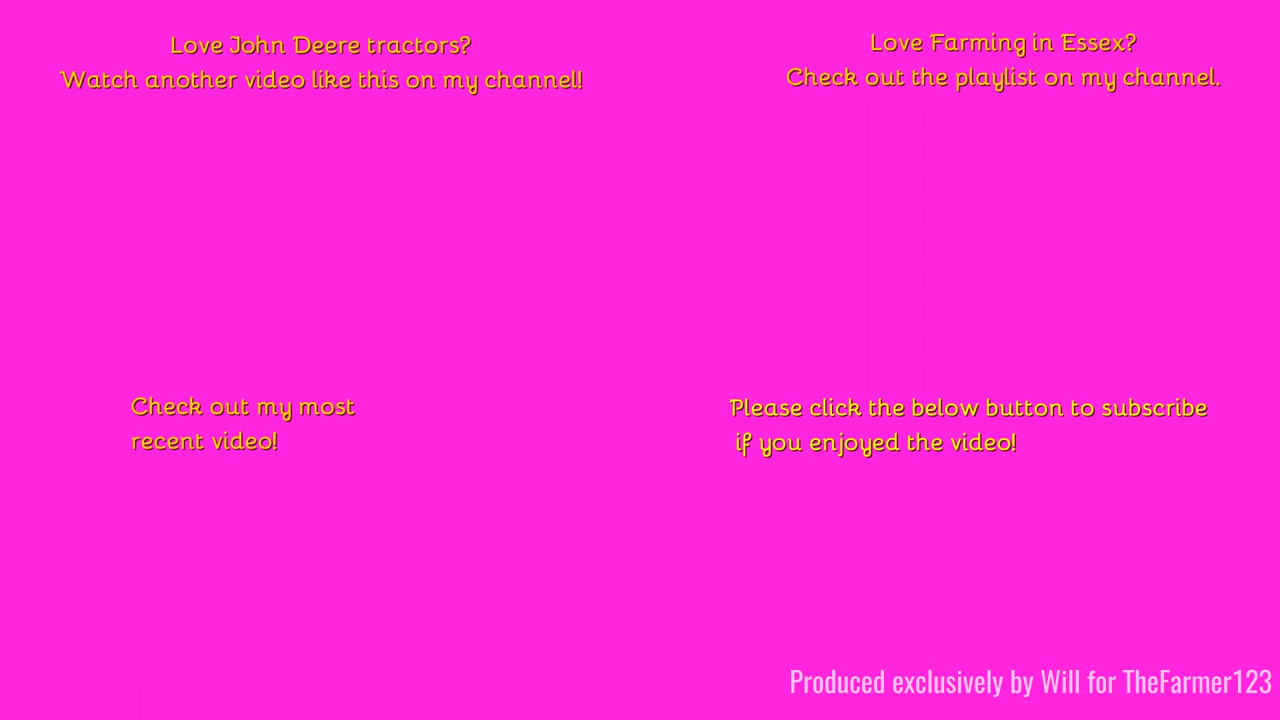 Love John Deere tractors?
Watch another video like this on my channel!
Love Farming in Essex?
Check out the playlist on my channel.
Check out my most
recent video!
Please click the below button to subscribe
if you enjoyed the video!
Produced exclusively by Will for TheFarmer123